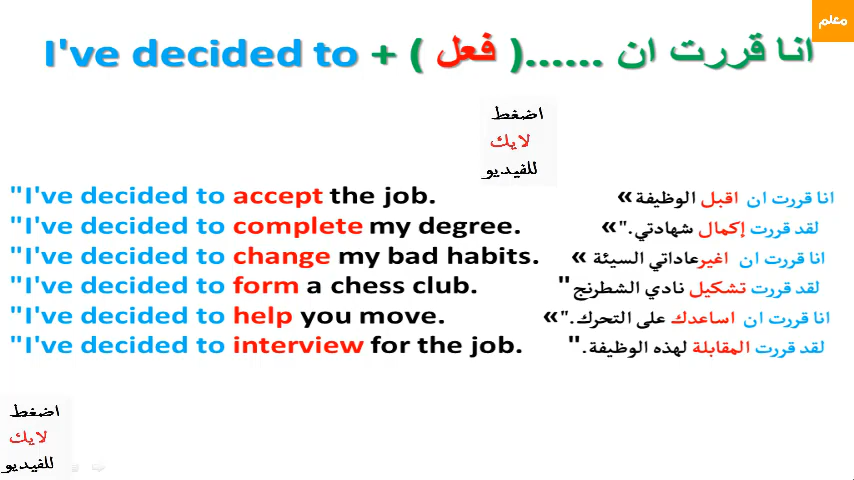 معلم
I've decided to + ( فعل )...... انا قررت ان
اضغط
لايك
للفيديو
"I've decided to accept the job. انا قررت ان اقبل الوظيفة »
"I've decided to complete my degree. لقد قررت إكمال شهادتي."»
"I've decided to change my bad habits. انا قررت ان اغيرعاداتي السيئة »
"I've decided to form a chess club. لقد قررت تشكيل نادي الشطرنج"
"I've decided to help you move. انا قررت ان اساعدك على التحرك."»
"I've decided to interview for the job. لقد قررت المقابلة لهذه الوظيفة."
اضغط
لايك
للفيديو